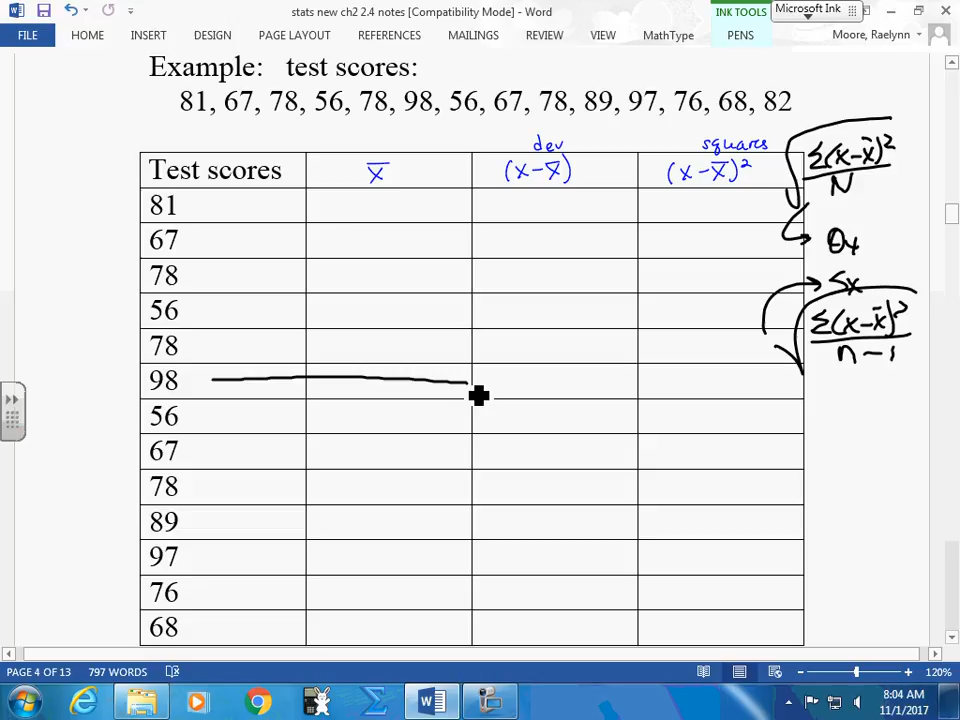 stats new ch2 2.4 notes [Compatibility Mode] - Word
INK TOOLS
Microsoft Ink
FILE HOME INSERT DESIGN PAGE LAYOUT REFERENCES MAILINGS REVIEW VIEW MathType PENS Moore, Raelynn
Example: test scores:
81, 67, 78, 56, 78, 98, 56, 67, 78, 89, 97, 76, 68, 82
dev squares
Test scores x̄ (x-x̄) (x-x̄)²
81
67
78
56
78
98
56
67
78
89
97
76
68
√Σ(x-x̄)²
N
σx
Sx
√Σ(x-x̄)²
n-1
PAGE 4 OF 13 797 WORDS 120%
8:04 AM
11/1/2017